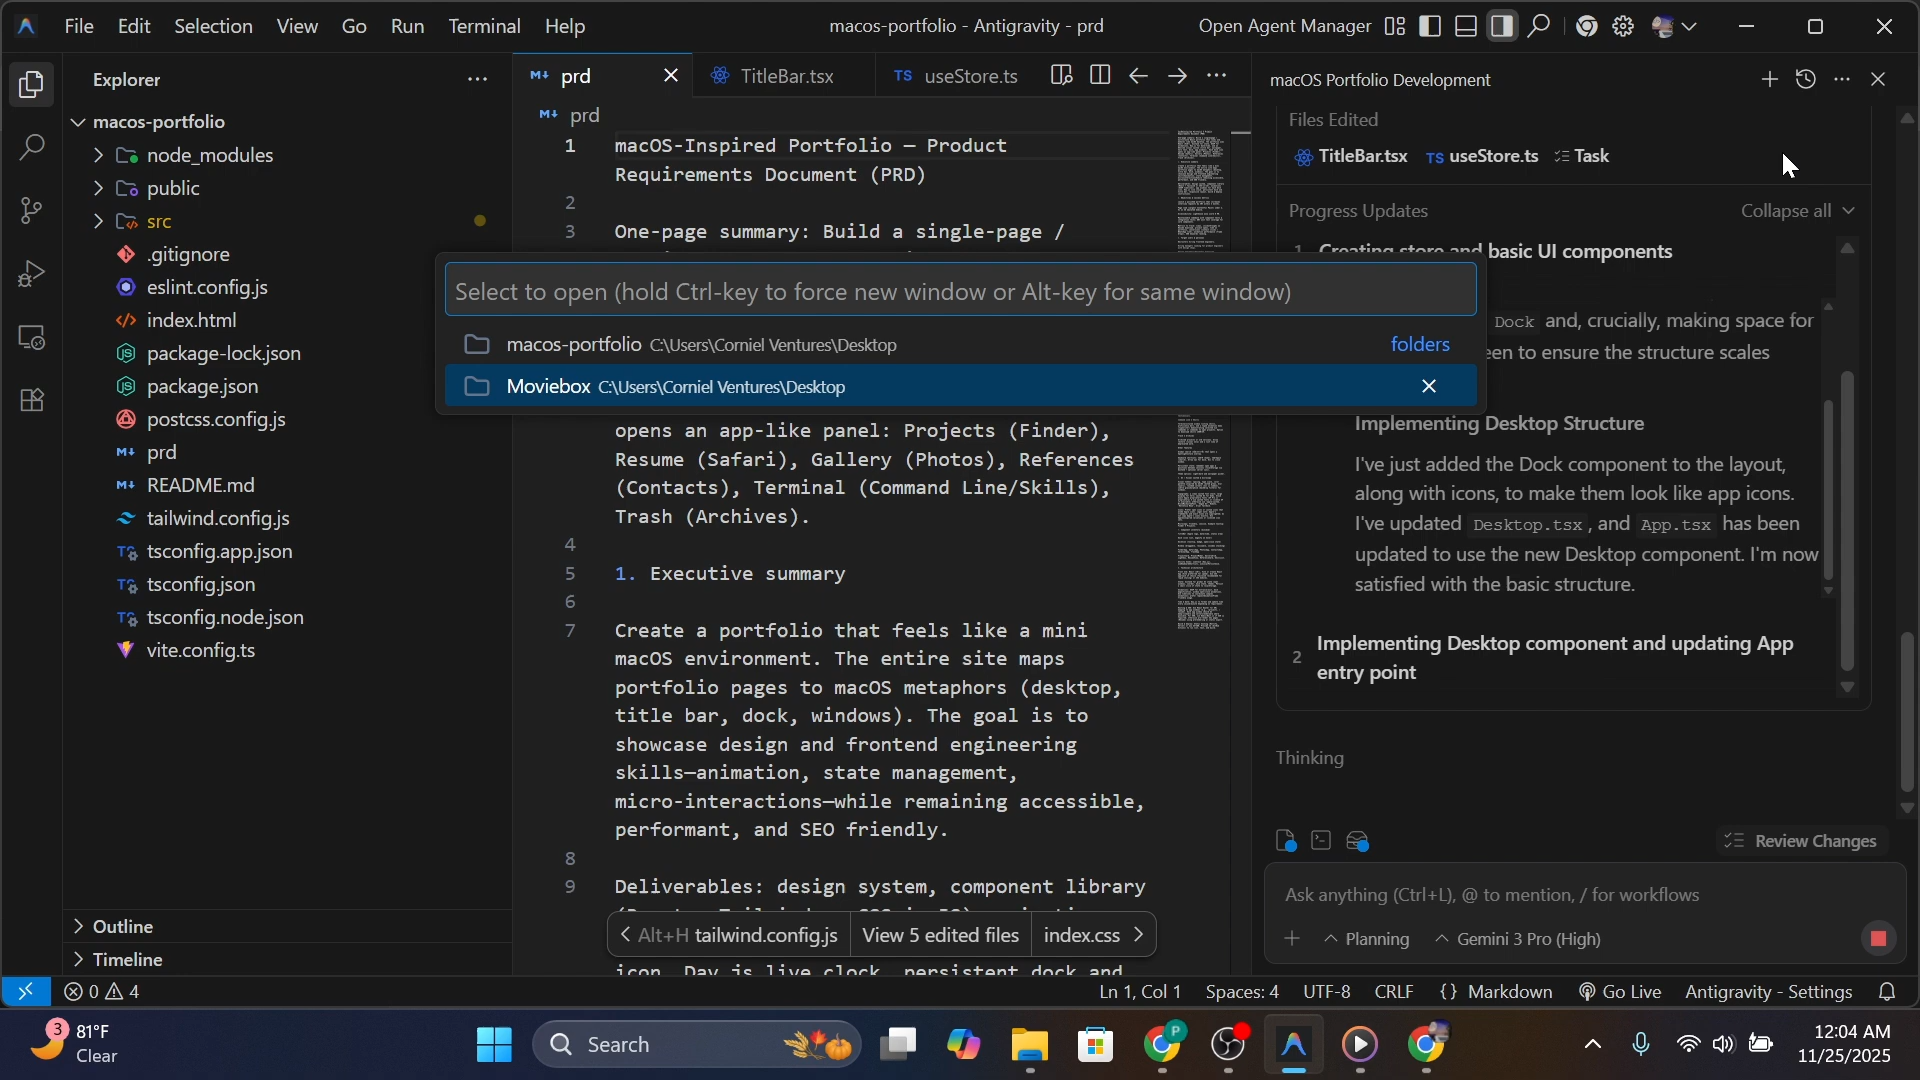 File Edit Selection View Go Run Terminal Help
macos-portfolio - Antigravity - prd
Open Agent Manager
Explorer
macos-portfolio
node_modules
public
src
.gitignore
eslint.config.js
index.html
package-lock.json
package.json
postcss.config.js
prd
README.md
tailwind.config.js
tsconfig.app.json
tsconfig.json
tsconfig.node.json
vite.config.ts
Outline
Timeline
prd
TitleBar.tsx
TS useStore.ts
prd
1 macOS-Inspired Portfolio — Product
Requirements Document (PRD)
2
3 One-page summary: Build a single-page /
Select to open (hold Ctrl-key to force new window or Alt-key for same window)
macos-portfolio C:\Users\Corniel Ventures\Desktop folders
Moviebox C:\Users\Corniel Ventures\Desktop
opens an app-like panel: Projects (Finder),
Resume (Safari), Gallery (Photos), References
(Contacts), Terminal (Command Line/Skills),
Trash (Archives).
4
5 1. Executive summary
6
7 Create a portfolio that feels like a mini
macOS environment. The entire site maps
portfolio pages to macOS metaphors (desktop,
title bar, dock, windows). The goal is to
showcase design and frontend engineering
skills—animation, state management,
micro-interactions—while remaining accessible,
performant, and SEO friendly.
8
9 Deliverables: design system, component library
Alt+H tailwind.config.js View 5 edited files index.css
macOS Portfolio Development
Files Edited
TitleBar.tsx TS useStore.ts Task
Progress Updates Collapse all
1 Creating store and basic UI components
Dock and, crucially, making space for
een to ensure the structure scales
Implementing Desktop Structure
I've just added the Dock component to the layout,
along with icons, to make them look like app icons.
I've updated Desktop.tsx, and App.tsx has been
updated to use the new Desktop component. I'm now
satisfied with the basic structure.
2 Implementing Desktop component and updating App
entry point
Thinking
Review Changes
Ask anything (Ctrl+L), @ to mention, / for workflows
Planning Gemini 3 Pro (High)
0 4
Ln 1, Col 1 Spaces: 4 UTF-8 CRLF {} Markdown Go Live Antigravity - Settings
3 81°F
Clear
Search
12:04 AM
11/25/2025